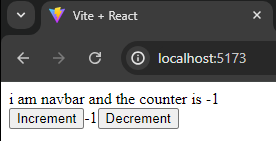 Vite + React
localhost:5173
i am navbar and the counter is -1
Increment -1 Decrement